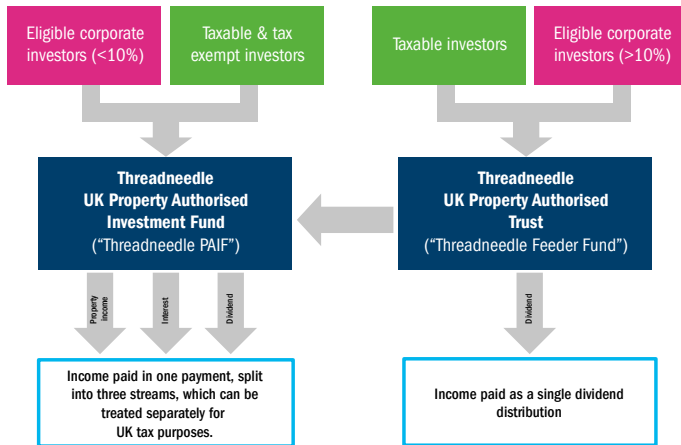 Eligible corporate
investors (<10%)
Taxable & tax
exempt investors
Taxable investors
Eligible corporate
investors (>10%)
Threadneedle
UK Property Authorised
Investment Fund
(“Threadneedle PAIF”)
Threadneedle
UK Property Authorised
Trust
(“Threadneedle Feeder Fund”)
Property
income
Interest
Dividend
Dividend
Income paid in one payment, split
into three streams, which can be
treated separately for
UK tax purposes.
Income paid as a single dividend
distribution